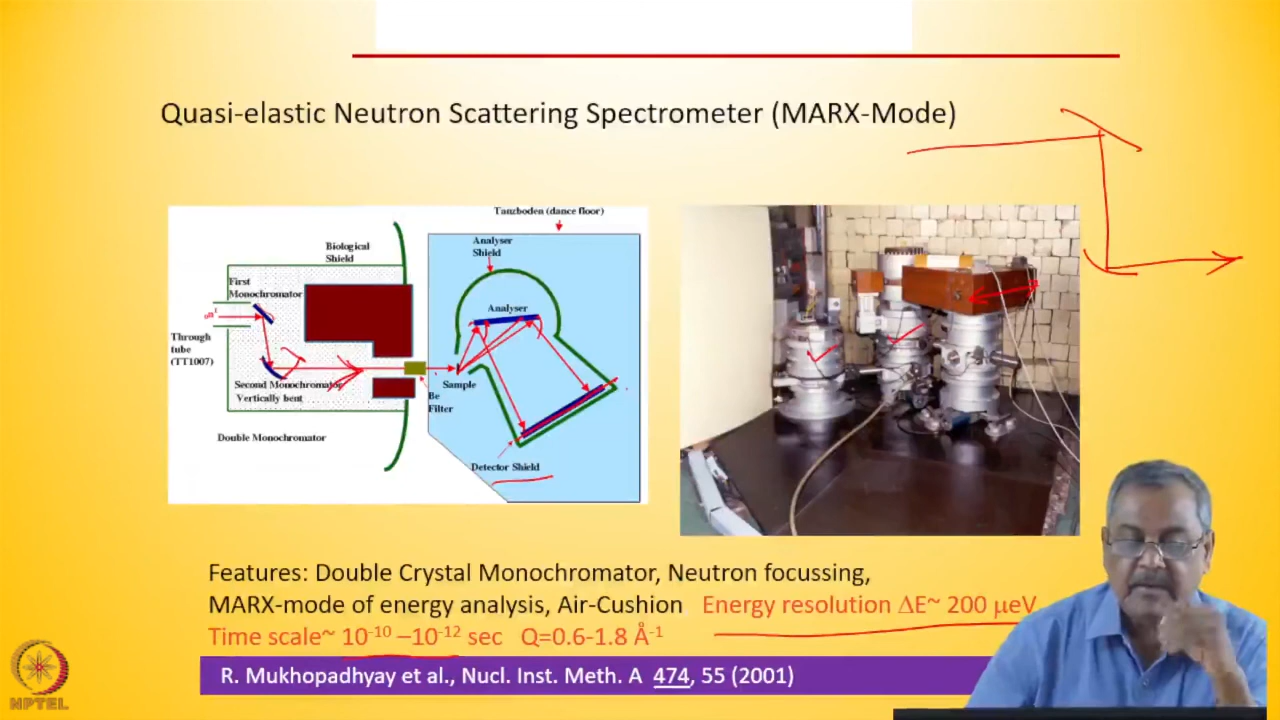 Quasi-elastic Neutron Scattering Spectrometer (MARX-Mode)
Tanzboden (dance floor)
Biological
Shield
Analyser
Shield
First
Monochromator
Analyser
Through
tube
(TT1007)
Second Monochromator
Vertically bent
Sample
Be
Filter
Double Monochromator
Detector Shield
Features: Double Crystal Monochromator, Neutron focussing,
MARX-mode of energy analysis, Air-Cushion Energy resolution ΔE~ 200 μeV
Time scale~ 10⁻¹⁰ –10⁻¹² sec Q=0.6-1.8 Å⁻¹
R. Mukhopadhyay et al., Nucl. Inst. Meth. A 474, 55 (2001)
NPTEL